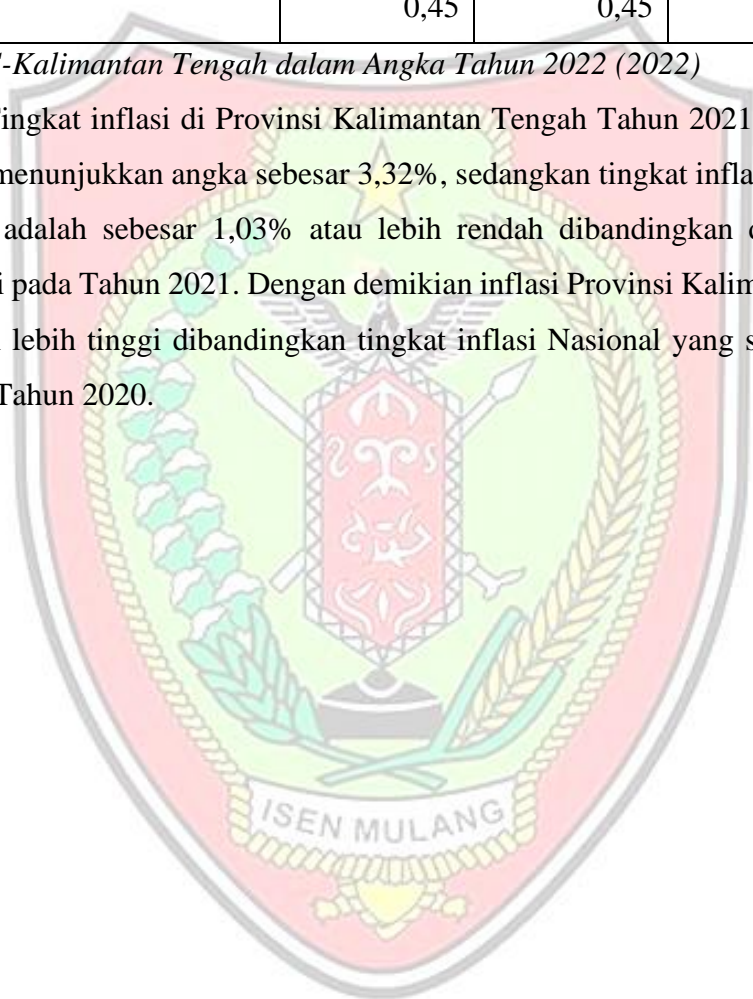 0,45 0,45
-Kalimantan Tengah dalam Angka Tahun 2022 (2022)
ingkat inflasi di Provinsi Kalimantan Tengah Tahun 2021
menunjukkan angka sebesar 3,32%, sedangkan tingkat infla
adalah sebesar 1,03% atau lebih rendah dibandingkan
i pada Tahun 2021. Dengan demikian inflasi Provinsi Kalim
lebih tinggi dibandingkan tingkat inflasi Nasional yang s
Tahun 2020.
ISEN MULANG